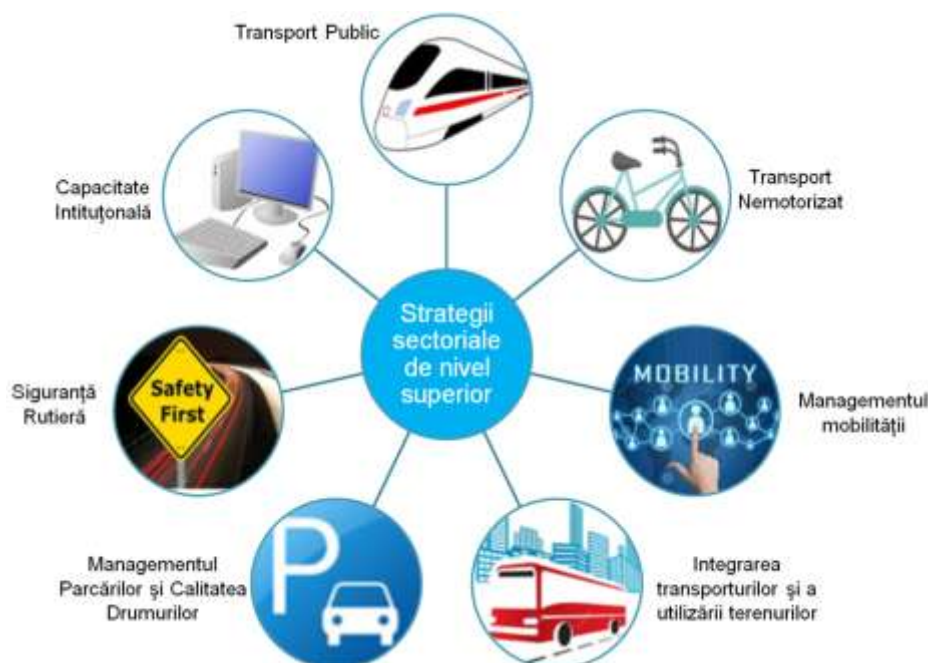 Transport Public
Capacitate
Intituţonală
Transport
Nemotorizat
Strategii
sectoriale
de nivel
superior
Siguranţă
Rutieră
Safety
First
MOBILITY
Managementul
mobilităţii
Managementul
Parcărilor şi Calitatea
Drumurilor
P
Integrarea
transporturilor şi a
utilizării terenurilor